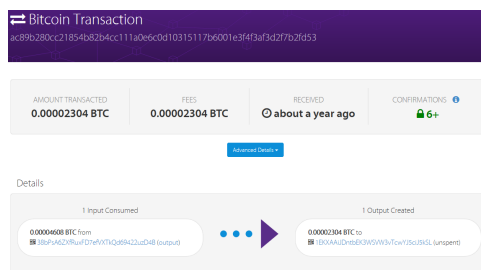 Bitcoin Transaction
ac89b280cc21854b82b4cc111a0e6c0d10315117b6001e3f4f3af3d2f7b2fd53
AMOUNT TRANSACTED
0.00002304 BTC
FEES
0.00002304 BTC
RECEIVED
about a year ago
CONFIRMATIONS
6+
Advanced Details
Details
1 Input Consumed
0.00004608 BTC from
(output)
1 Output Created
0.00002304 BTC to
(unspent)